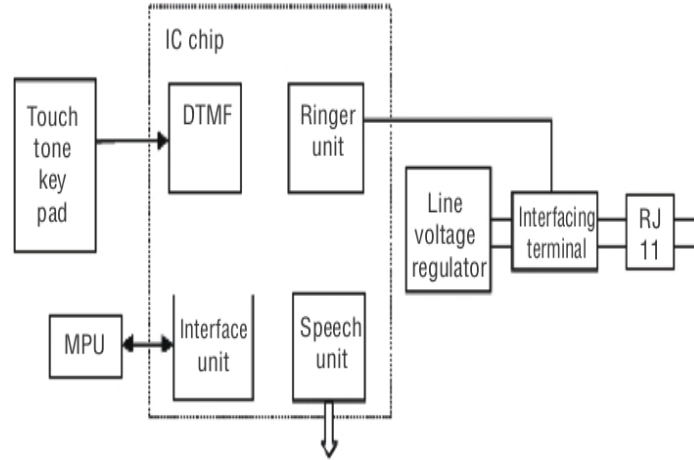 IC chip
Touch
tone
key
pad
DTMF
Ringer
unit
Line
voltage
regulator
Interfacing
terminal
RJ
11
MPU
Interface
unit
Speech
unit